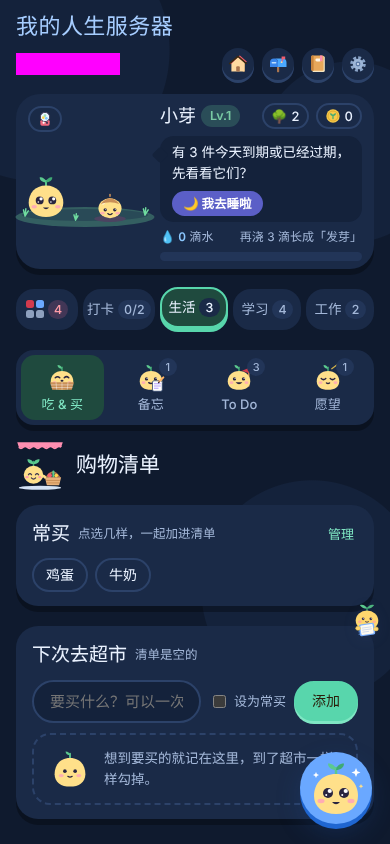 我的人生服务器
小芽 Lv.1 2 0
有 3 件今天到期或已经过期，
先看看它们？
我去睡啦
0 滴水 再浇 3 滴长成「发芽」
4 打卡 0/2 生活 3 学习 4 工作 2
1 3 1
吃 & 买 备忘 To Do 愿望
购物清单
常买 点选几样，一起加进清单 管理
鸡蛋 牛奶
下次去超市 清单是空的
要买什么？可以一次 设为常买 添加
想到要买的就记在这里，到了超市一
样勾掉。